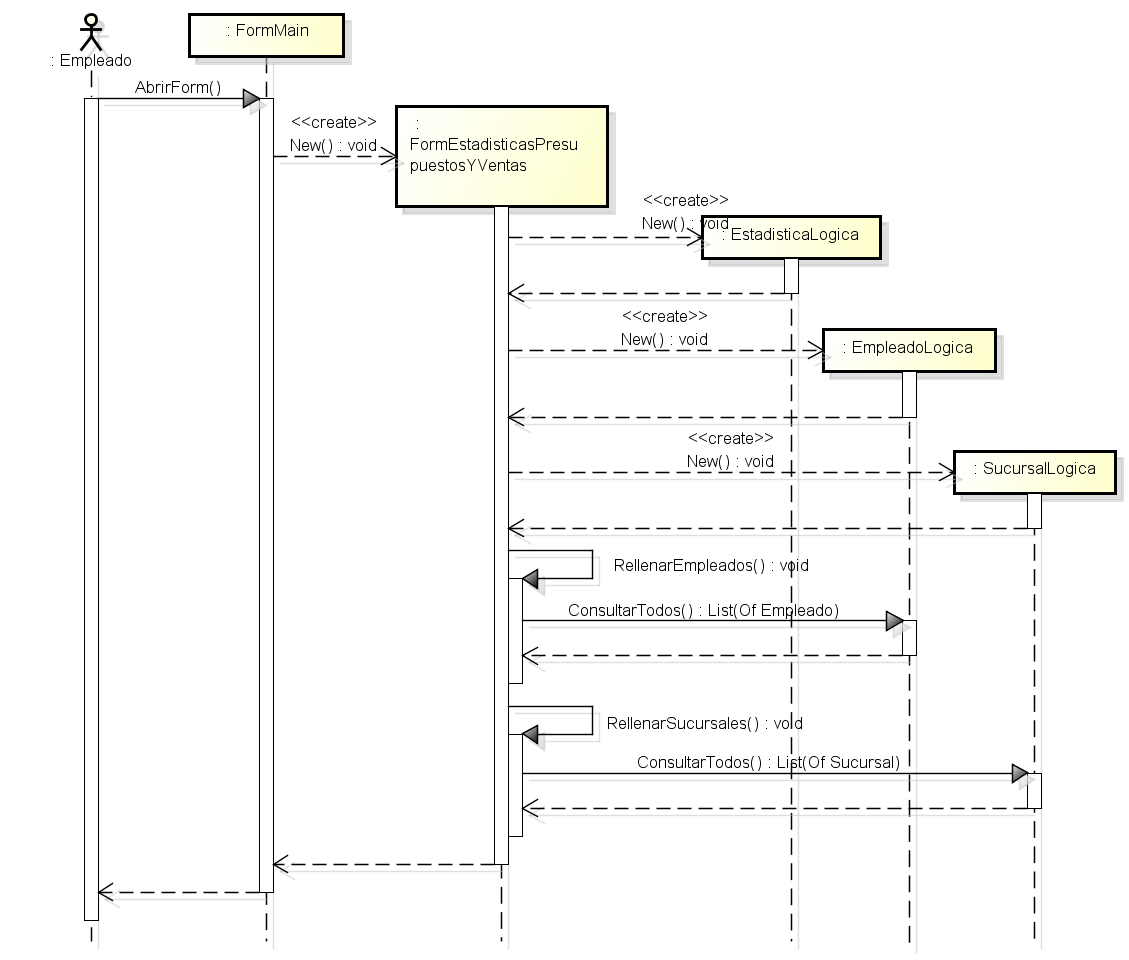 : FormMain
: Empleado
AbrirForm()
<<create>>
New() : void
:
FormEstadisticasPresu
puestosYVentas
<<create>>
New() : void
: EstadisticaLogica
<<create>>
New() : void
: EmpleadoLogica
<<create>>
New() : void
: SucursalLogica
RellenarEmpleados() : void
ConsultarTodos() : List(Of Empleado)
RellenarSucursales() : void
ConsultarTodos() : List(Of Sucursal)